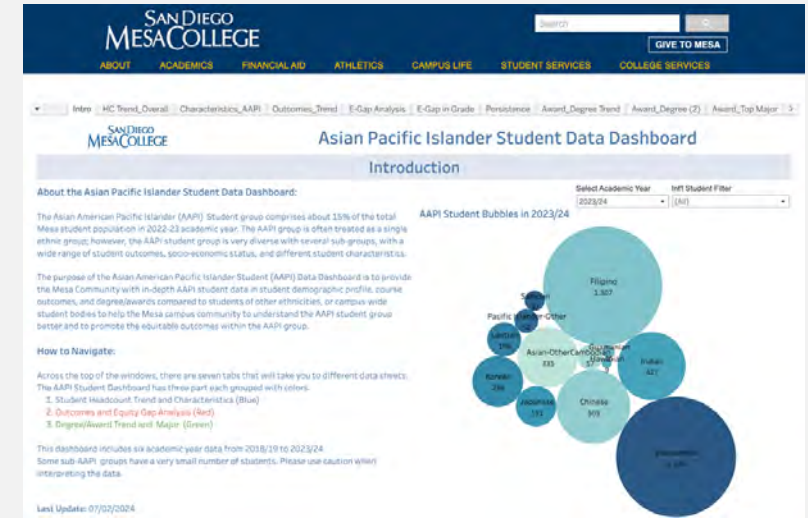 SAN DIEGO
MESA COLLEGE
Search
GIVE TO MESA
ABOUT ACADEMICS FINANCIAL AID ATHLETICS CAMPUS LIFE STUDENT SERVICES COLLEGE SERVICES
Intro HC Trend_Overall Characteristics_AAPI Outcomes_Trend E-Gap Analysis E-Gap in Grade Persistence Award_Degree Trend Award_Degree (2) Award_Top Major
SAN DIEGO
MESA COLLEGE
Asian Pacific Islander Student Data Dashboard
Introduction
About the Asian Pacific Islander Student Data Dashboard:
The Asian American Pacific Islander (AAPI) Student group comprises about 15% of the total
Mesa student population in 2022-23 academic year. The AAPI group is often treated as a single
ethnic group; however, the AAPI student group is very diverse with several sub-groups, with a
wide range of student outcomes, socio-economic status, and different student characteristics.
The purpose of the Asian American Pacific Islander Student (AAPI) Data Dashboard is to provide
the Mesa Community with in-depth AAPI student data in student demographic profile, course
outcomes, and degree/awards compared to students of other ethnicities, or campus-wide
student bodies to help the Mesa campus community to understand the AAPI student group
better and to promote the equitable outcomes within the AAPI group.
How to Navigate:
Across the top of the windows, there are seven tabs that will take you to different data sheets.
The AAPI Student Dashboard has three part each grouped with colors.
1. Student Headcount Trend and Characteristics (Blue)
2. Outcomes and Equity Gap Analysis (Red)
3. Degree/Award Trend and Major (Green)
This dashboard includes six academic year data from 2018/19 to 2023/24
Some sub-AAPI groups have a very small number of students. Please use caution when
interpreting the data.
Last Update: 07/02/2024
Select Academic Year
2023/24
Int'l Student Filter
(All)
AAPI Student Bubbles in 2023/24
Filipino
Samoan
Pacific Islander-Other
Laotian
Asian-Other
Cambodian
Guamanian
Hawaiian
Indian
Korean
Japanese
Chinese